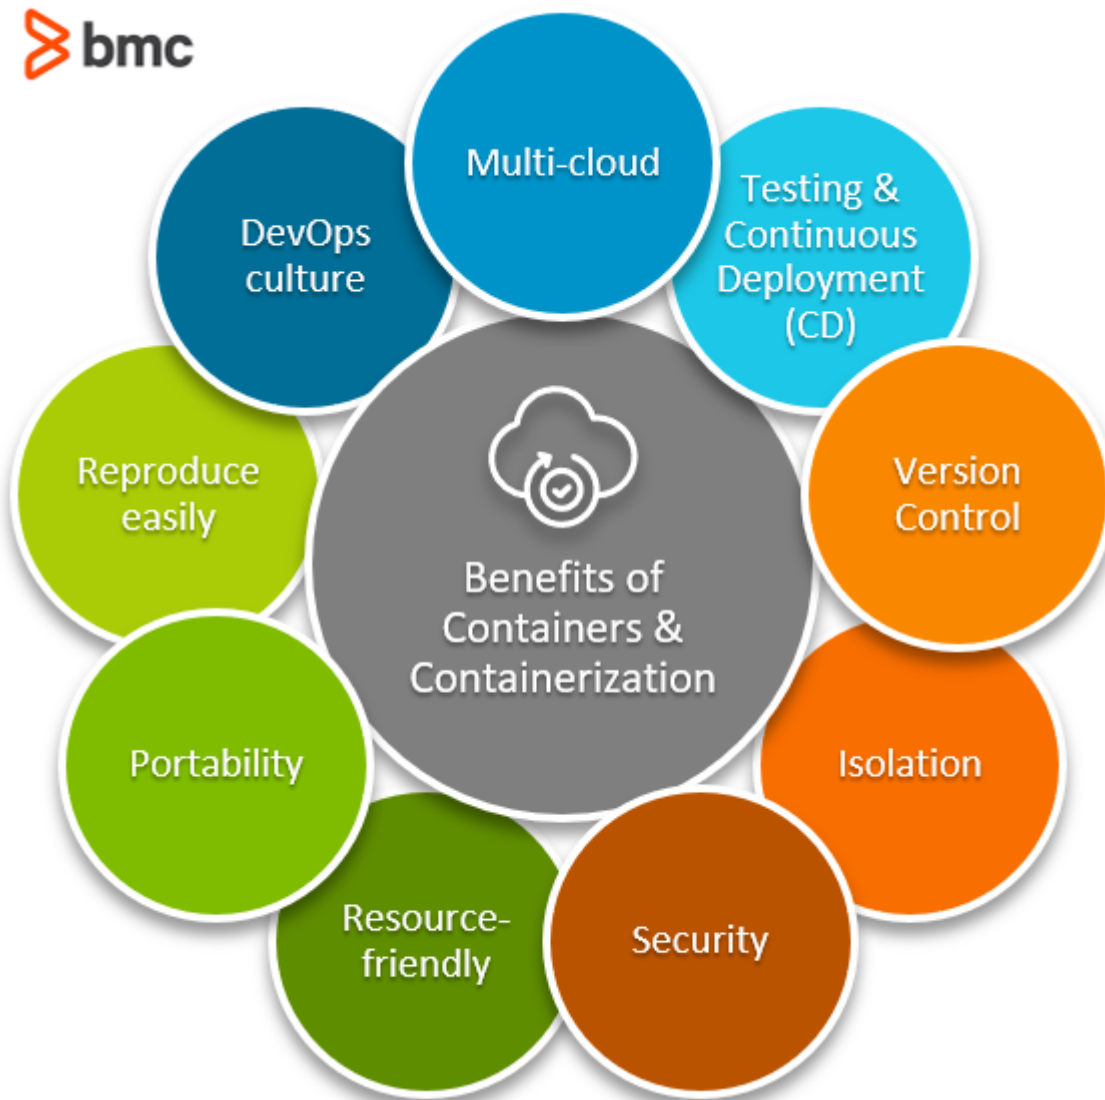 bmc
Multi-cloud
Testing &
Continuous
Deployment
(CD)
Version
Control
Isolation
Security
Resource-
friendly
Portability
Reproduce
easily
DevOps
culture
Benefits of
Containers &
Containerization